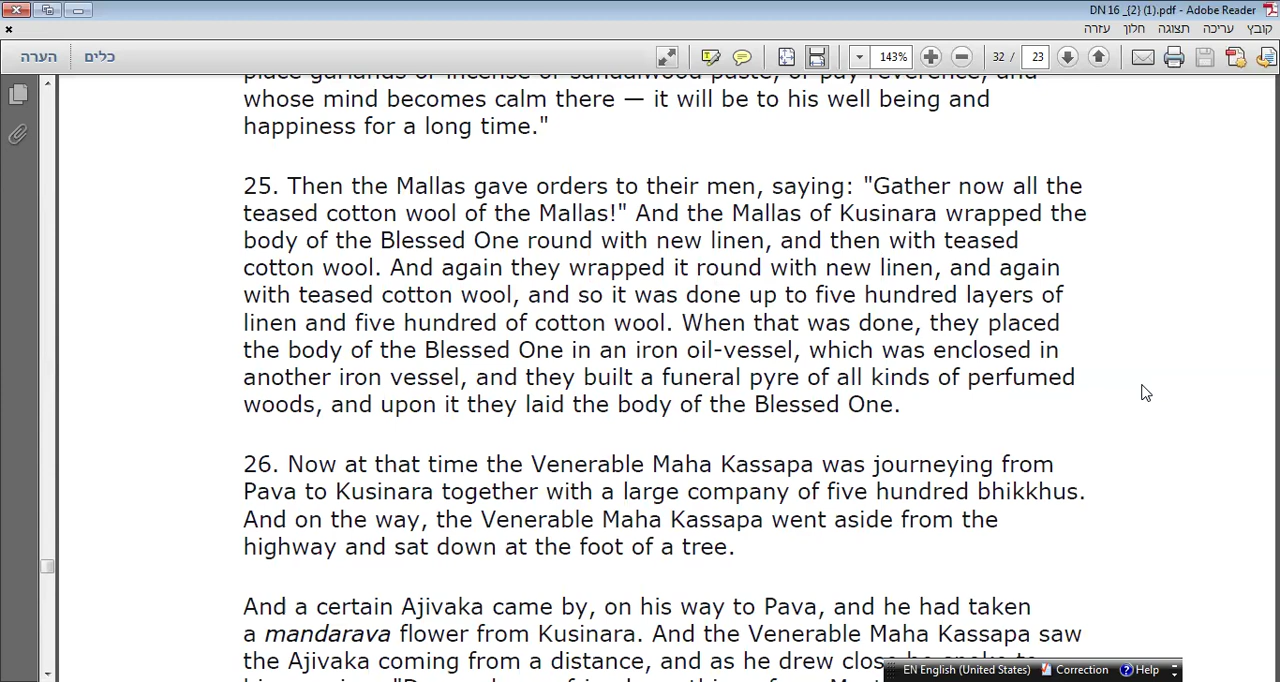 DN 16 _{2} (1).pdf - Adobe Reader
קובץ עריכה תצוגה חלון עזרה
הערה כלים 143% 32 / 23
place garlands or incense or sandalwood paste, or pay reverence, and
whose mind becomes calm there — it will be to his well being and
happiness for a long time."
25. Then the Mallas gave orders to their men, saying: "Gather now all the
teased cotton wool of the Mallas!" And the Mallas of Kusinara wrapped the
body of the Blessed One round with new linen, and then with teased
cotton wool. And again they wrapped it round with new linen, and again
with teased cotton wool, and so it was done up to five hundred layers of
linen and five hundred of cotton wool. When that was done, they placed
the body of the Blessed One in an iron oil-vessel, which was enclosed in
another iron vessel, and they built a funeral pyre of all kinds of perfumed
woods, and upon it they laid the body of the Blessed One.
26. Now at that time the Venerable Maha Kassapa was journeying from
Pava to Kusinara together with a large company of five hundred bhikkhus.
And on the way, the Venerable Maha Kassapa went aside from the
highway and sat down at the foot of a tree.
And a certain Ajivaka came by, on his way to Pava, and he had taken
a mandarava flower from Kusinara. And the Venerable Maha Kassapa saw
the Ajivaka coming from a distance, and as he drew close
EN English (United States) Correction Help